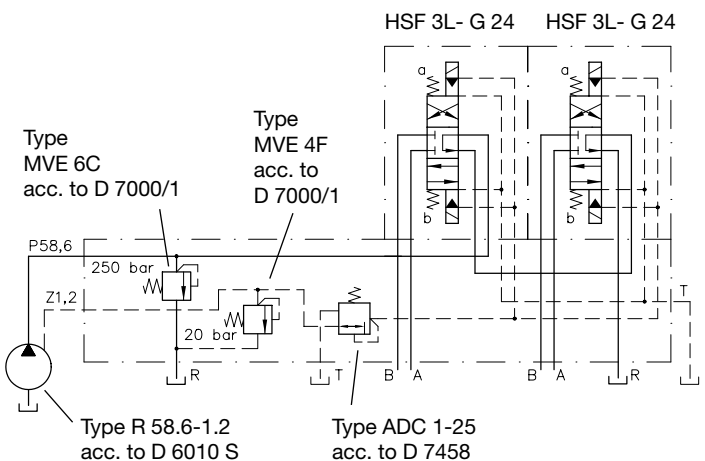 HSF 3L- G 24
HSF 3L- G 24
a
a
Type
MVE 6C
acc. to D 7000/1
Type
MVE 4F
acc. to
D 7000/1
b
b
P58,6
250 bar
Z1,2
20 bar
T
R
T
B
A
B
A
R
Type R 58.6-1.2
acc. to D 6010 S
Type ADC 1-25
acc. to D 7458